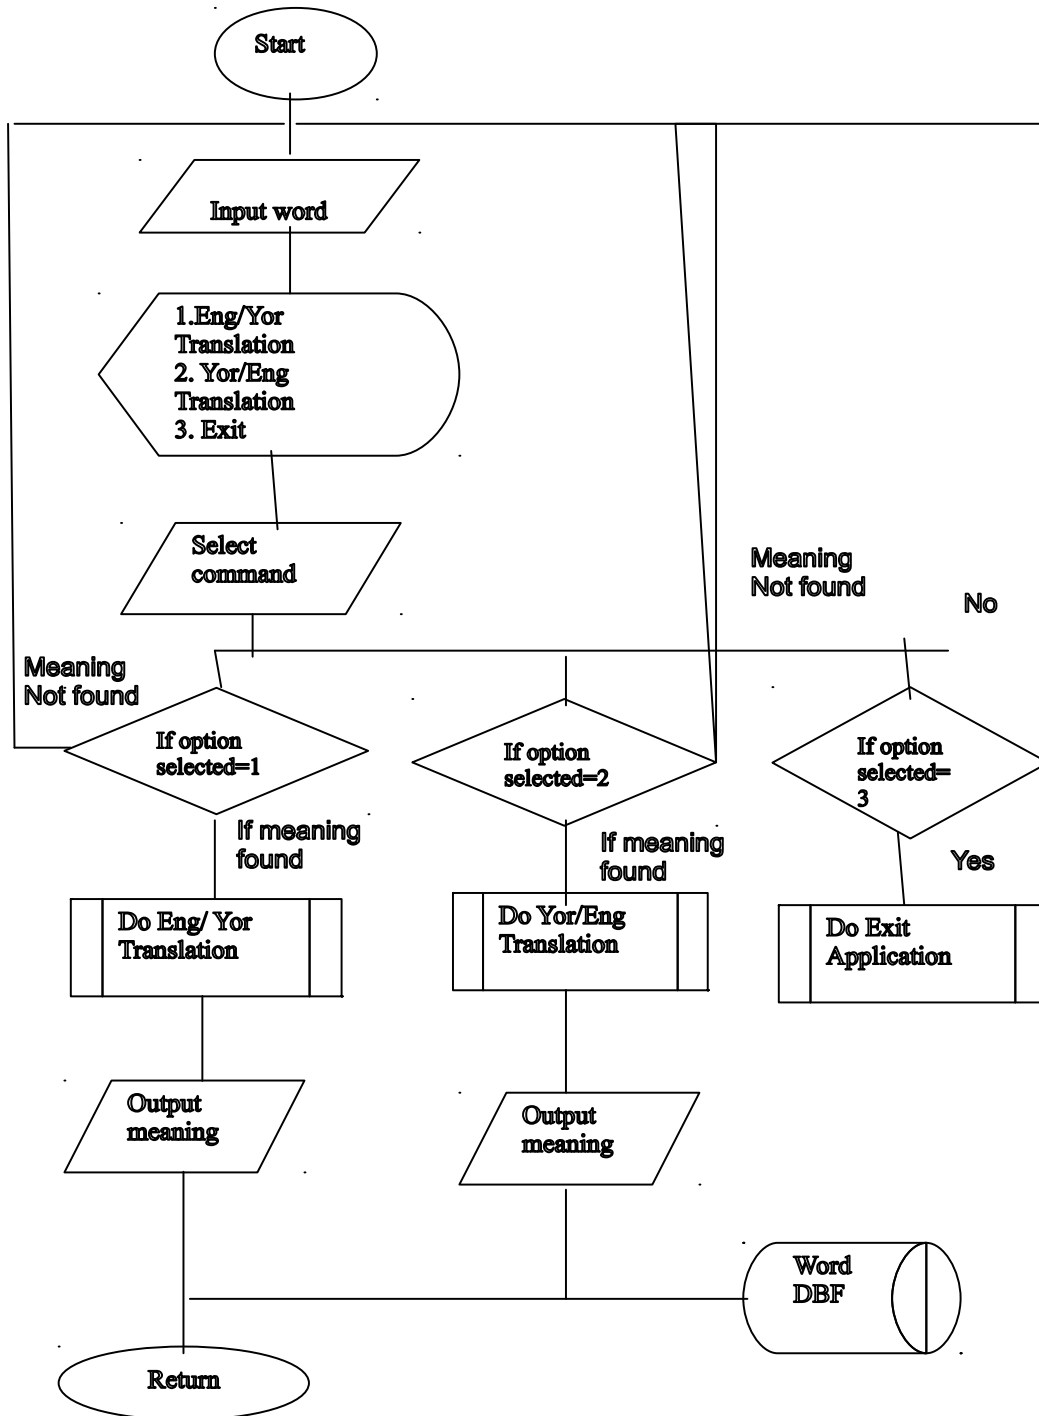 Start
Input word
1.Eng/Yor
Translation
2. Yor/Eng
Translation
3. Exit
Select
command
Meaning
Not found
No
Meaning
Not found
If option
selected=1
If option
selected=2
If option
selected=
3
If meaning
found
If meaning
found
Yes
Do Eng/ Yor
Translation
Do Yor/Eng
Translation
Do Exit
Application
Output
meaning
Output
meaning
Word
DBF
Return